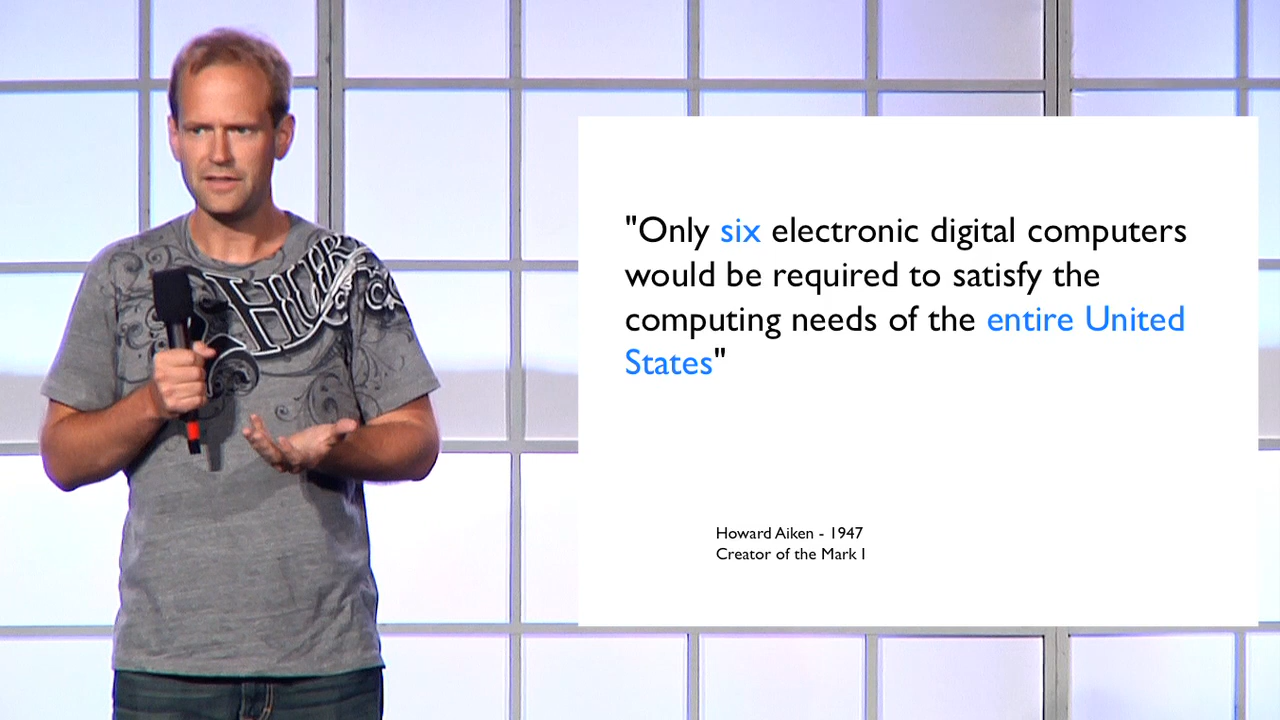 HURL
"Only six electronic digital computers
would be required to satisfy the
computing needs of the entire United
States"
Howard Aiken - 1947
Creator of the Mark I